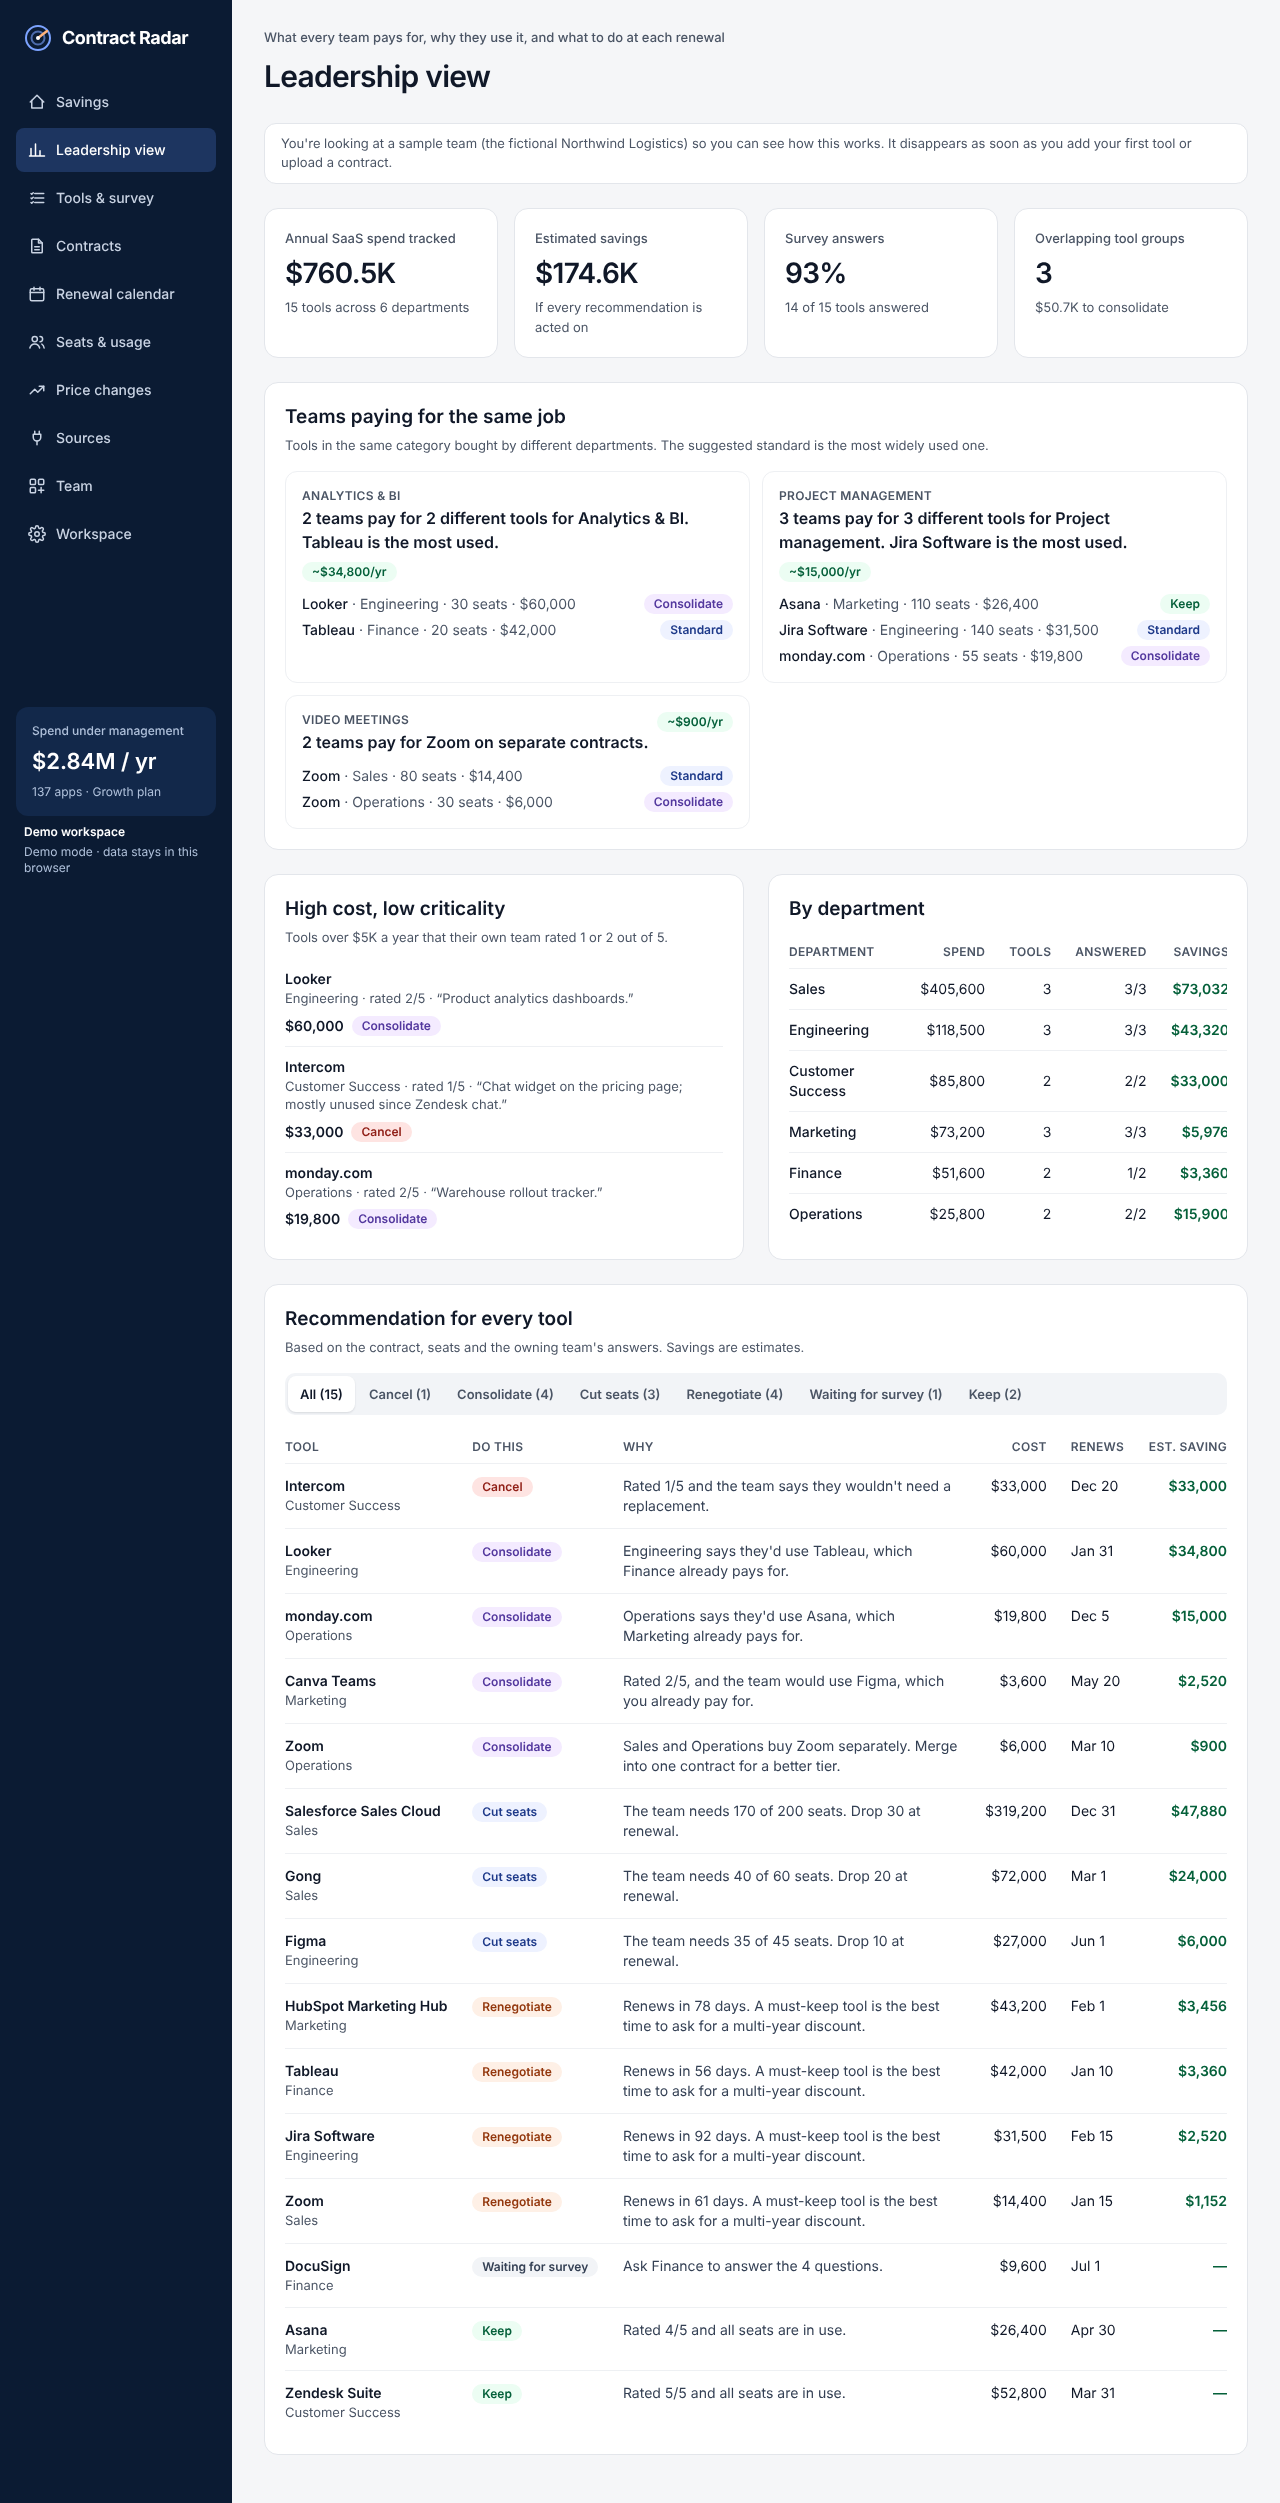 Contract Radar
Savings
Leadership view
Tools & survey
Contracts
Renewal calendar
Seats & usage
Price changes
Sources
Team
Workspace
Spend under management
$2.84M / yr
137 apps · Growth plan
Demo workspace
Demo mode · data stays in this
browser
What every team pays for, why they use it, and what to do at each renewal
Leadership view
You're looking at a sample team (the fictional Northwind Logistics) so you can see how this works. It disappears as soon as you add your first tool or
upload a contract.
Annual SaaS spend tracked
$760.5K
15 tools across 6 departments
Estimated savings
$174.6K
If every recommendation is
acted on
Survey answers
93%
14 of 15 tools answered
Overlapping tool groups
3
$50.7K to consolidate
Teams paying for the same job
Tools in the same category bought by different departments. The suggested standard is the most widely used one.
ANALYTICS & BI
2 teams pay for 2 different tools for Analytics & BI.
Tableau is the most used.
~$34,800/yr
Looker · Engineering · 30 seats · $60,000 Consolidate
Tableau · Finance · 20 seats · $42,000 Standard
PROJECT MANAGEMENT
3 teams pay for 3 different tools for Project
management. Jira Software is the most used.
~$15,000/yr
Asana · Marketing · 110 seats · $26,400 Keep
Jira Software · Engineering · 140 seats · $31,500 Standard
monday.com · Operations · 55 seats · $19,800 Consolidate
VIDEO MEETINGS ~$900/yr
2 teams pay for Zoom on separate contracts.
Zoom · Sales · 80 seats · $14,400 Standard
Zoom · Operations · 30 seats · $6,000 Consolidate
High cost, low criticality
Tools over $5K a year that their own team rated 1 or 2 out of 5.
Looker
Engineering · rated 2/5 · “Product analytics dashboards.”
$60,000 Consolidate
Intercom
Customer Success · rated 1/5 · “Chat widget on the pricing page;
mostly unused since Zendesk chat.”
$33,000 Cancel
monday.com
Operations · rated 2/5 · “Warehouse rollout tracker.”
$19,800 Consolidate
By department
DEPARTMENT SPEND TOOLS ANSWERED SAVINGS
Sales $405,600 3 3/3 $73,032
Engineering $118,500 3 3/3 $43,320
Customer
Success $85,800 2 2/2 $33,000
Marketing $73,200 3 3/3 $5,976
Finance $51,600 2 1/2 $3,360
Operations $25,800 2 2/2 $15,900
Recommendation for every tool
Based on the contract, seats and the owning team's answers. Savings are estimates.
All (15) Cancel (1) Consolidate (4) Cut seats (3) Renegotiate (4) Waiting for survey (1) Keep (2)
TOOL DO THIS WHY COST RENEWS EST. SAVING
Intercom Cancel Rated 1/5 and the team says they wouldn't need a $33,000 Dec 20 $33,000
Customer Success replacement.
Looker Consolidate Engineering says they'd use Tableau, which $60,000 Jan 31 $34,800
Engineering Finance already pays for.
monday.com Consolidate Operations says they'd use Asana, which $19,800 Dec 5 $15,000
Operations Marketing already pays for.
Canva Teams Consolidate Rated 2/5, and the team would use Figma, which $3,600 May 20 $2,520
Marketing you already pay for.
Zoom Consolidate Sales and Operations buy Zoom separately. Merge $6,000 Mar 10 $900
Operations into one contract for a better tier.
Salesforce Sales Cloud Cut seats The team needs 170 of 200 seats. Drop 30 at $319,200 Dec 31 $47,880
Sales renewal.
Gong Cut seats The team needs 40 of 60 seats. Drop 20 at $72,000 Mar 1 $24,000
Sales renewal.
Figma Cut seats The team needs 35 of 45 seats. Drop 10 at $27,000 Jun 1 $6,000
Engineering renewal.
HubSpot Marketing Hub Renegotiate Renews in 78 days. A must-keep tool is the best $43,200 Feb 1 $3,456
Marketing time to ask for a multi-year discount.
Tableau Renegotiate Renews in 56 days. A must-keep tool is the best $42,000 Jan 10 $3,360
Finance time to ask for a multi-year discount.
Jira Software Renegotiate Renews in 92 days. A must-keep tool is the best $31,500 Feb 15 $2,520
Engineering time to ask for a multi-year discount.
Zoom Renegotiate Renews in 61 days. A must-keep tool is the best $14,400 Jan 15 $1,152
Sales time to ask for a multi-year discount.
DocuSign Waiting for survey Ask Finance to answer the 4 questions. $9,600 Jul 1 —
Finance
Asana Keep Rated 4/5 and all seats are in use. $26,400 Apr 30 —
Marketing
Zendesk Suite Keep Rated 5/5 and all seats are in use. $52,800 Mar 31 —
Customer Success